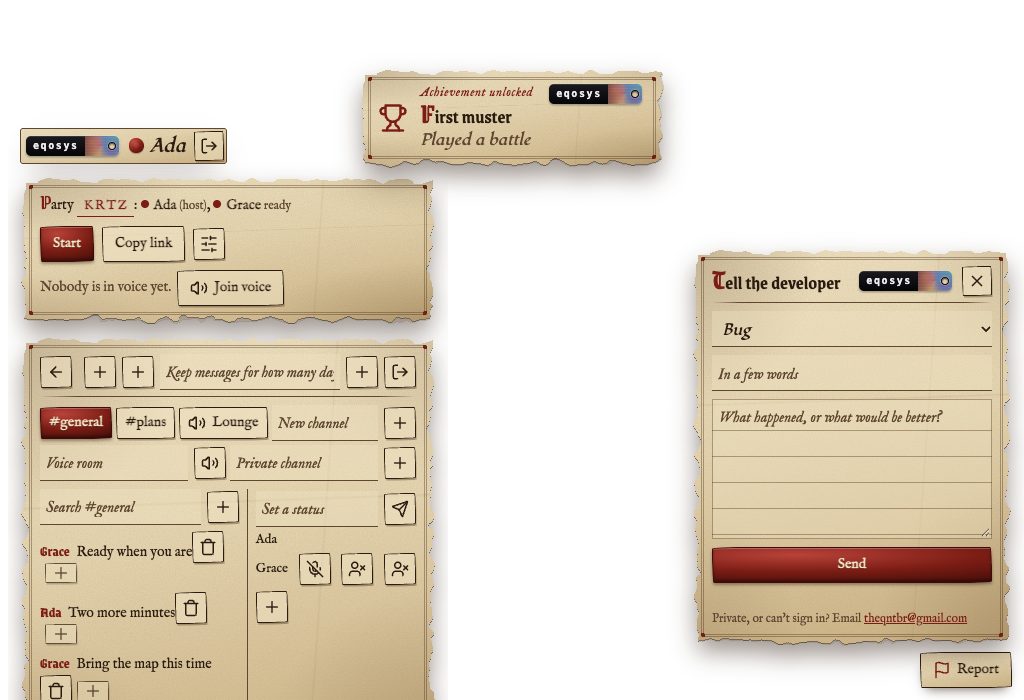 Achievement unlocked
eqosys
First muster
Played a battle
eqosys
Ada
Party KRTZ : Ada (host), Grace ready
Start
Copy link
Nobody is in voice yet.
Join voice
Keep messages for how many da
#general
#plans
Lounge
New channel
Voice room
Private channel
Search #general
Set a status
Grace Ready when you are
Ada Two more minutes
Grace Bring the map this time
Ada
Grace
Tell the developer
eqosys
Bug
In a few words
What happened, or what would be better?
Send
Private, or can't sign in? Email theqntbr@gmail.com
Report